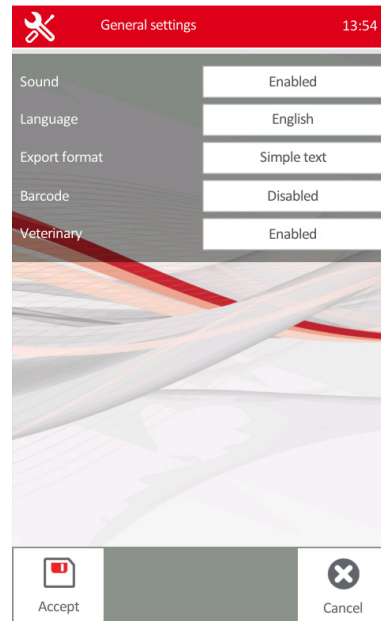 General settings 13:54
Sound Enabled
Language English
Export format Simple text
Barcode Disabled
Veterinary Enabled
Accept Cancel